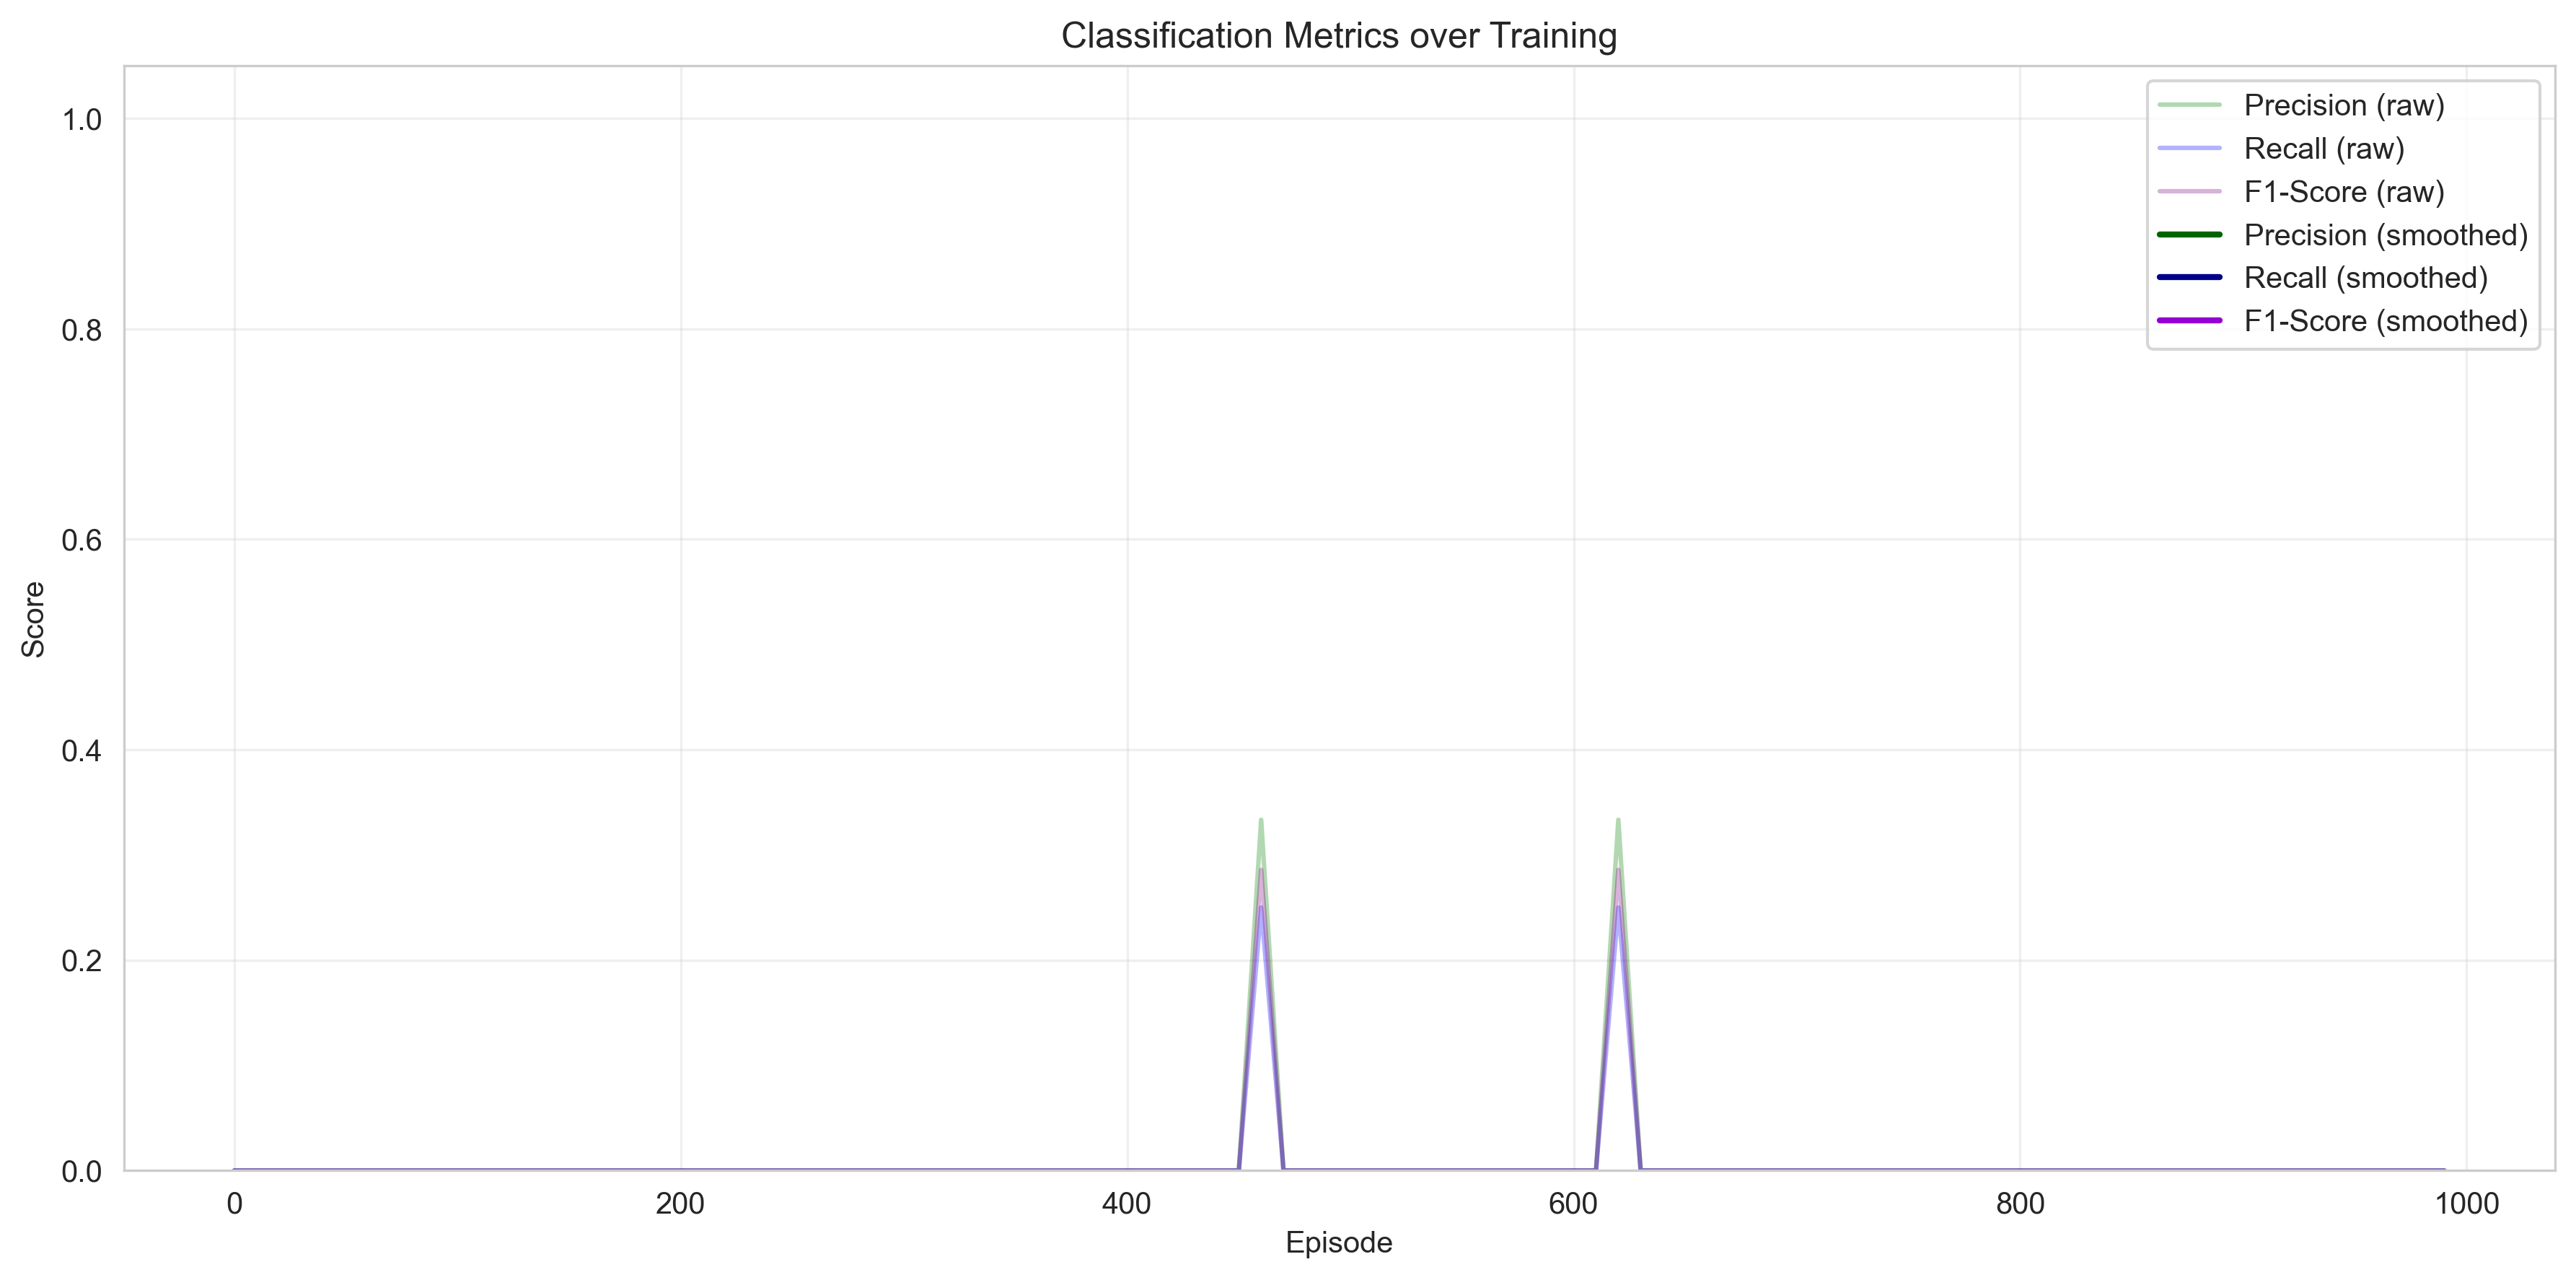 Classification Metrics over Training
Precision (raw)
Recall (raw)
F1-Score (raw)
Precision (smoothed)
Recall (smoothed)
F1-Score (smoothed)
1.0
0.8
0.6
0.4
0.2
0.0
Score
0 200 400 600 800 1000
Episode